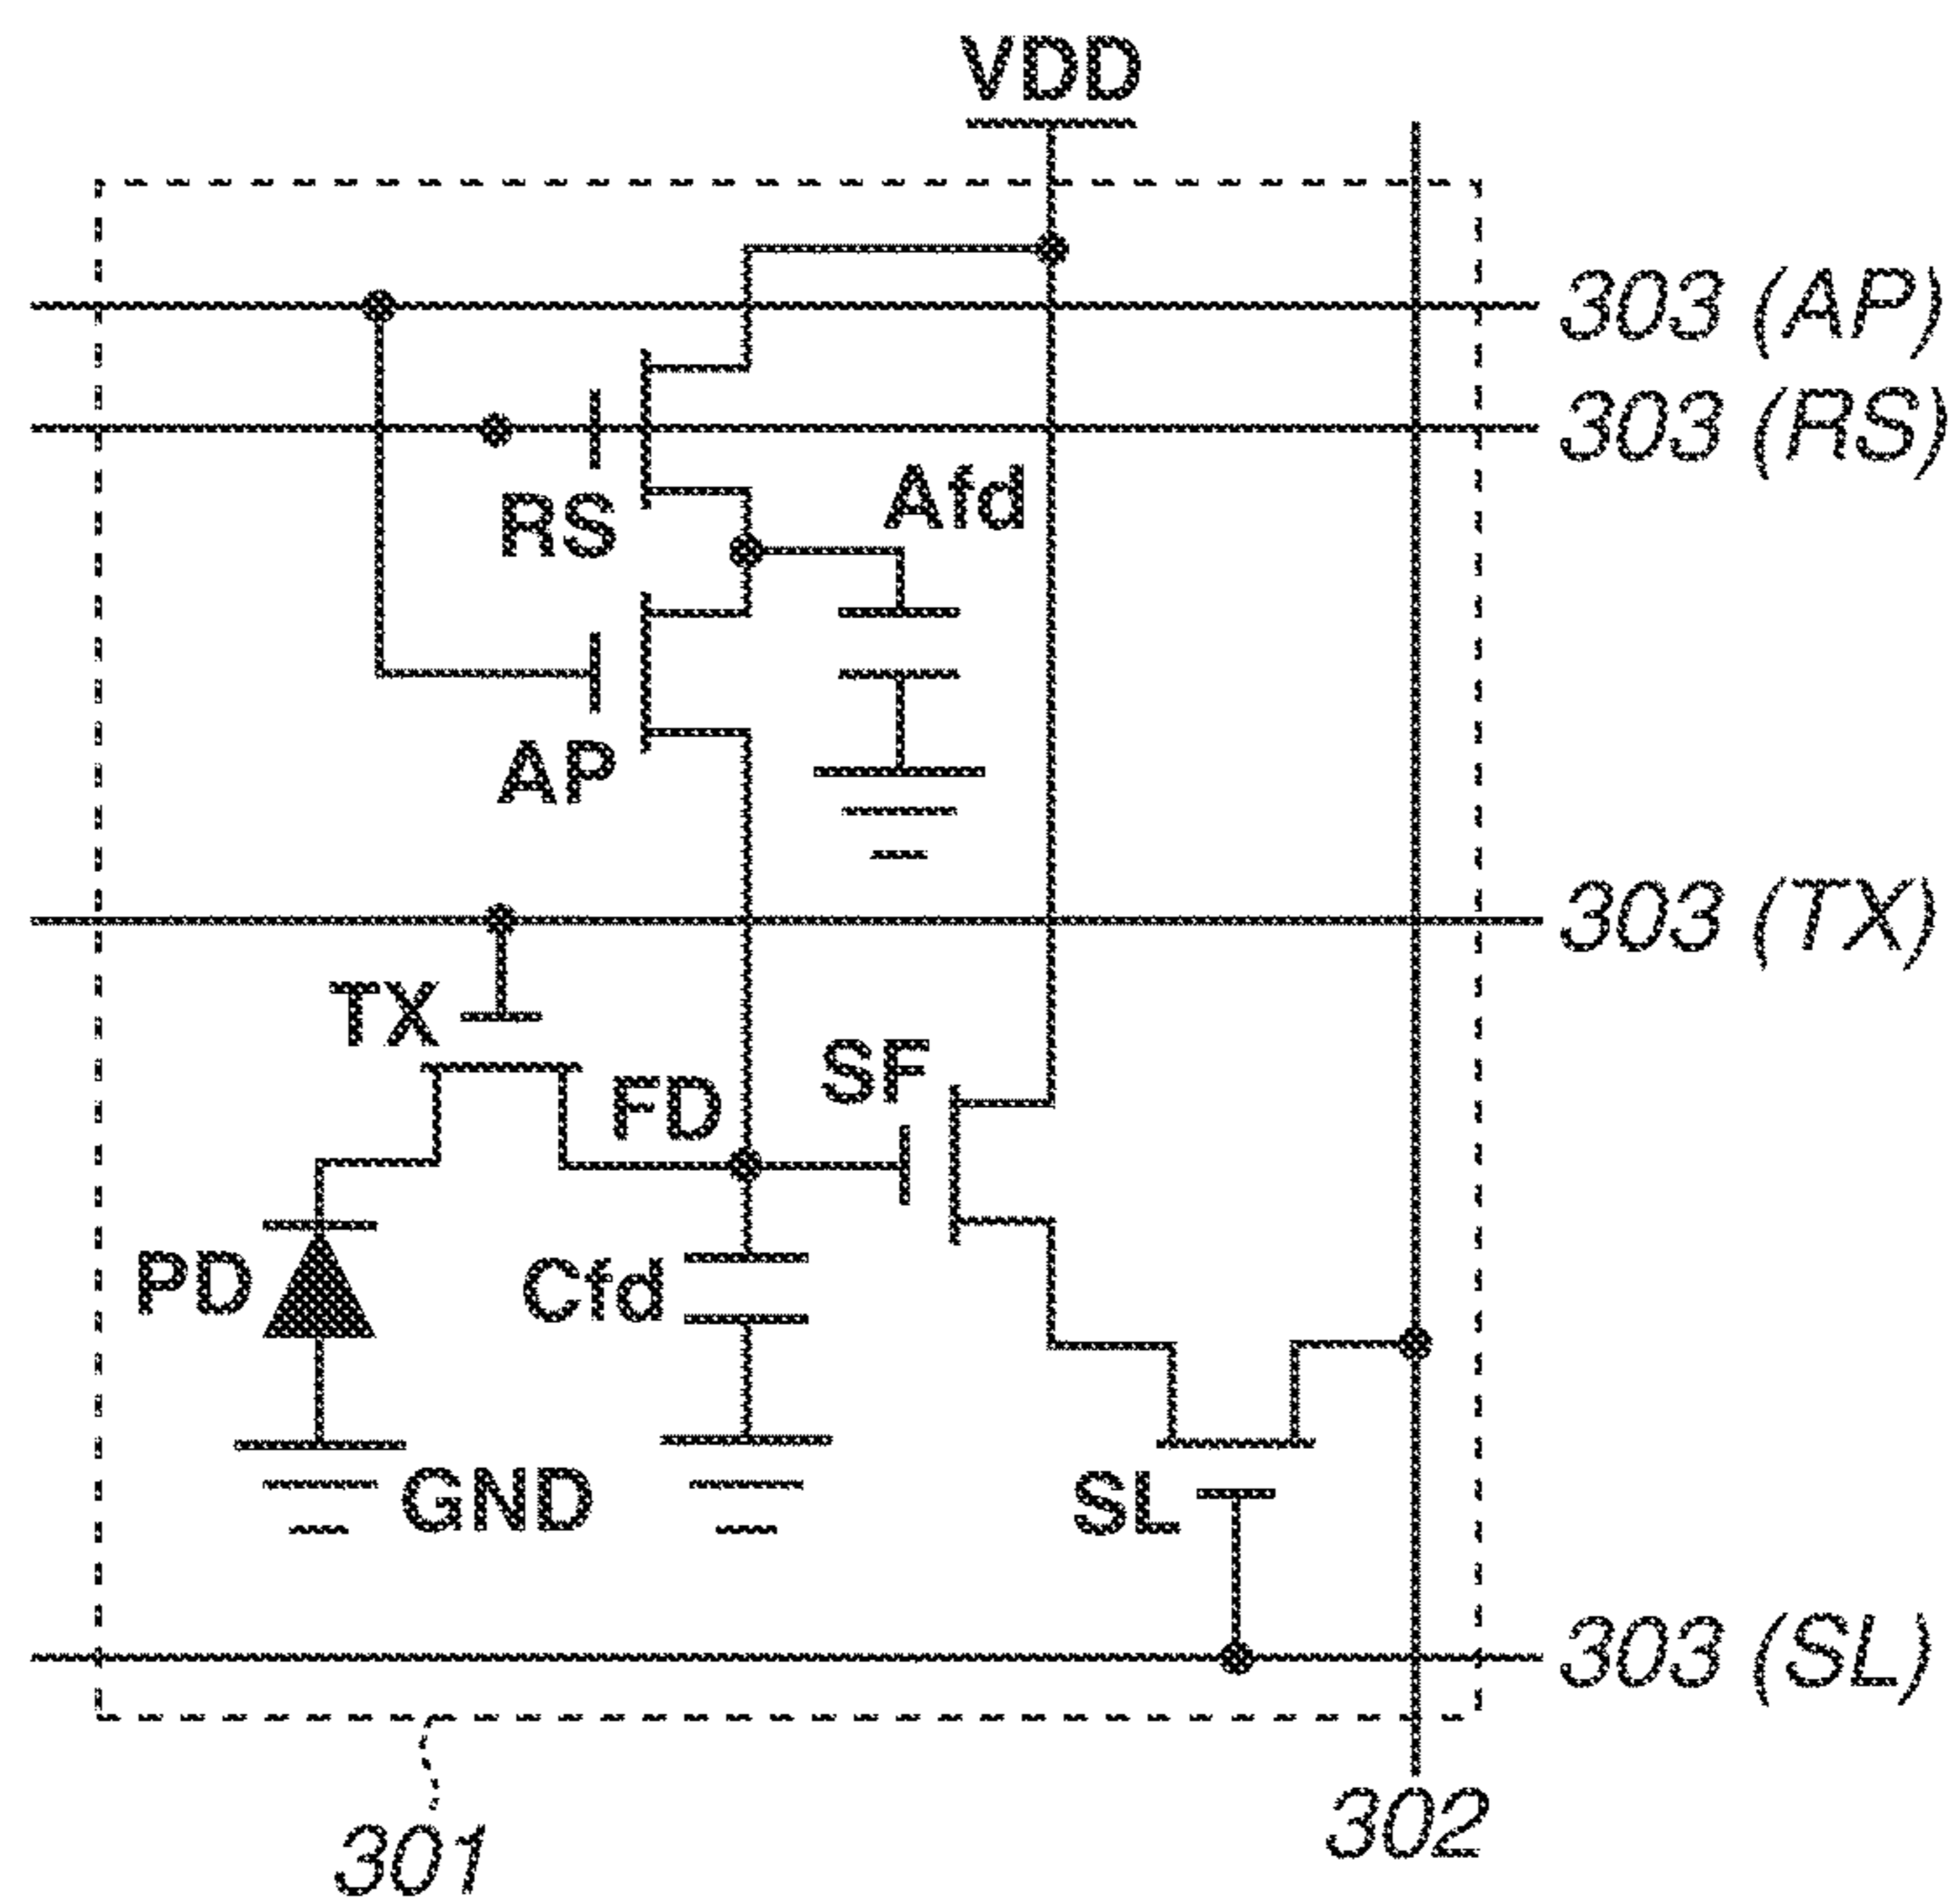 VDD
303 (AP)
303 (RS)
Afd
RS
AP
303 (TX)
TX
SF
FD
PD
Cfd
GND
SL
303 (SL)
301
302